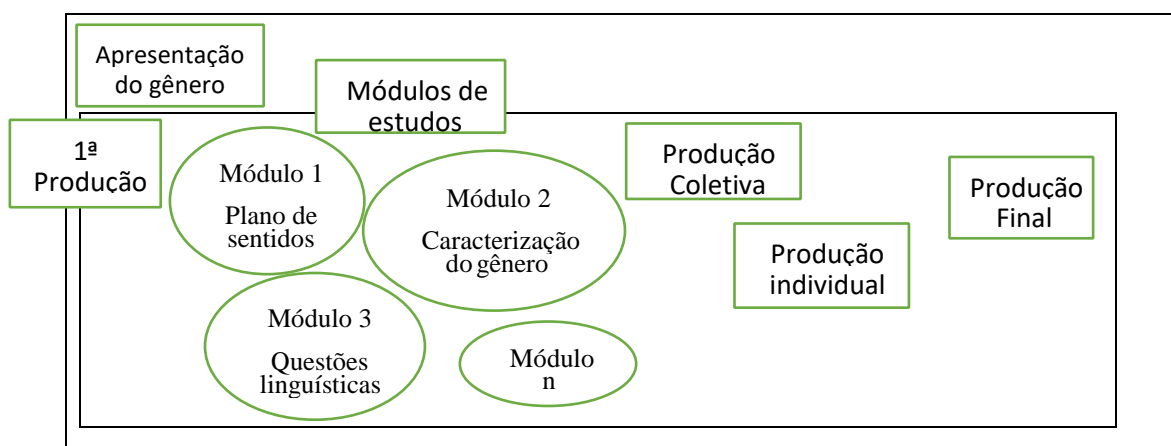 Apresentação
do gênero
Módulos de
estudos
1ª
Produção
Módulo 1
Plano de
sentidos
Módulo 2
Caracterização
do gênero
Módulo 3
Questões
linguísticas
Módulo
n
Produção
Coletiva
Produção
individual
Produção
Final